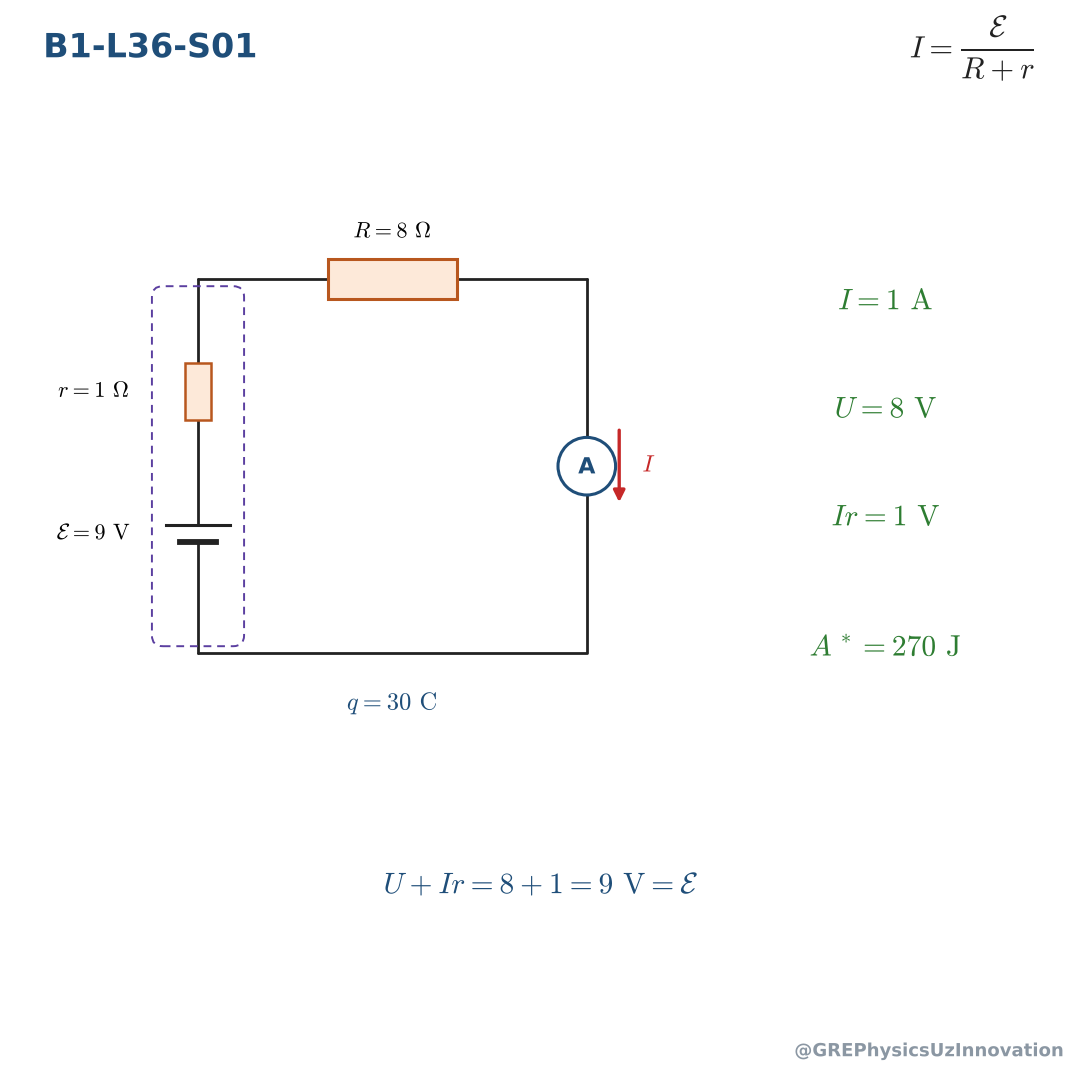 B1-L36-S01
I = ℰ / (R + r)
R = 8 Ω
r = 1 Ω
ℰ = 9 V
A
I
I = 1 A
U = 8 V
Ir = 1 V
A * = 270 J
q = 30 C
U + Ir = 8 + 1 = 9 V = ℰ
@GREPhysicsUzInnovation